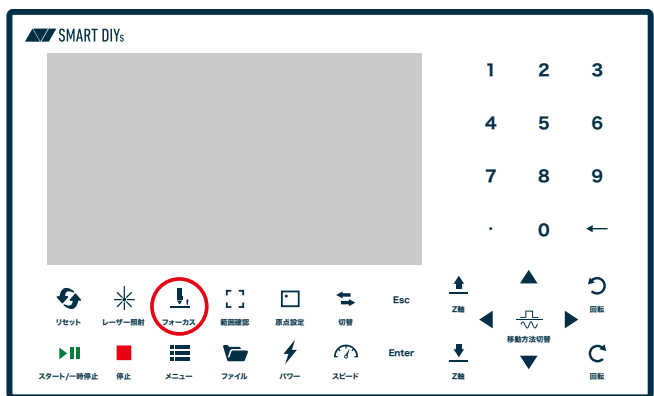 SMART DIYs
1 2 3
4 5 6
7 8 9
. 0
リセット レーザー照射 フォーカス 範囲確認 原点設定 切替 Esc Z軸 回転
移動方法切替
スタート/一時停止 停止 メニュー ファイル パワー スピード Enter Z軸 回転